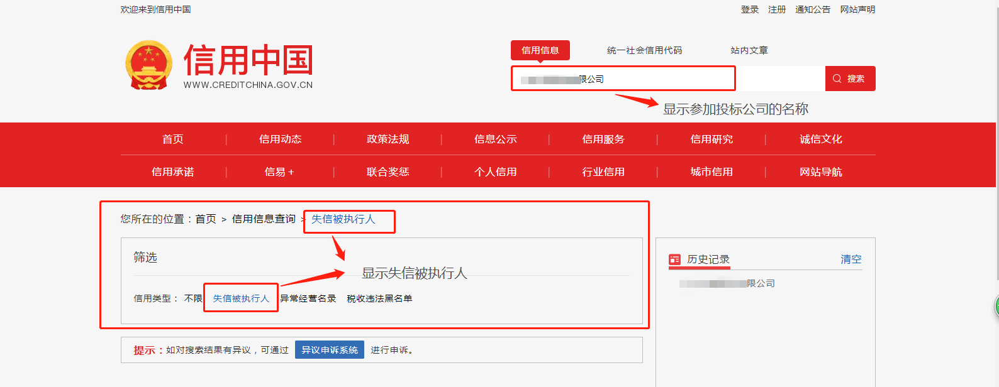 欢迎来到信用中国
登录 注册 通知公告 网站声明
信用中国
WWW.CREDITCHINA.GOV.CN
信用信息 统一社会信用代码 站内文章
限公司
搜索
显示参加投标公司的名称
首页 信用动态 政策法规 信息公示 信用服务 信用研究 诚信文化
信用承诺 信易+ 联合奖惩 个人信用 行业信用 城市信用 网站导航
您所在的位置：首页 > 信用信息查询 > 失信被执行人
筛选
显示失信被执行人
信用类型： 不限 失信被执行人 异常经营名录 税收违法黑名单
提示：如对搜索结果有异议，可通过 异议申诉系统 进行申诉。
历史记录 清空
限公司